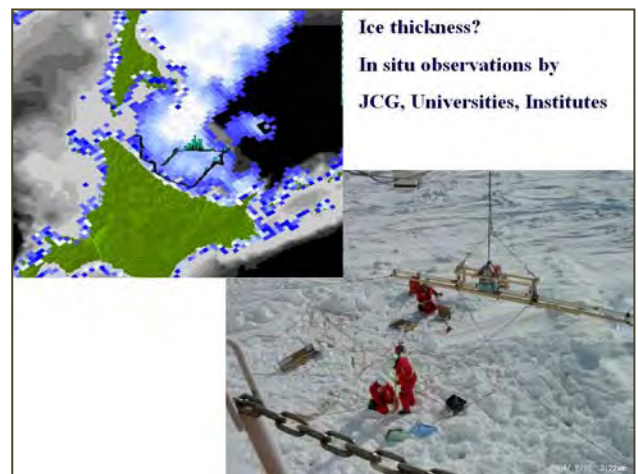 Ice thickness?
In situ observations by
JCG, Universities, Institutes